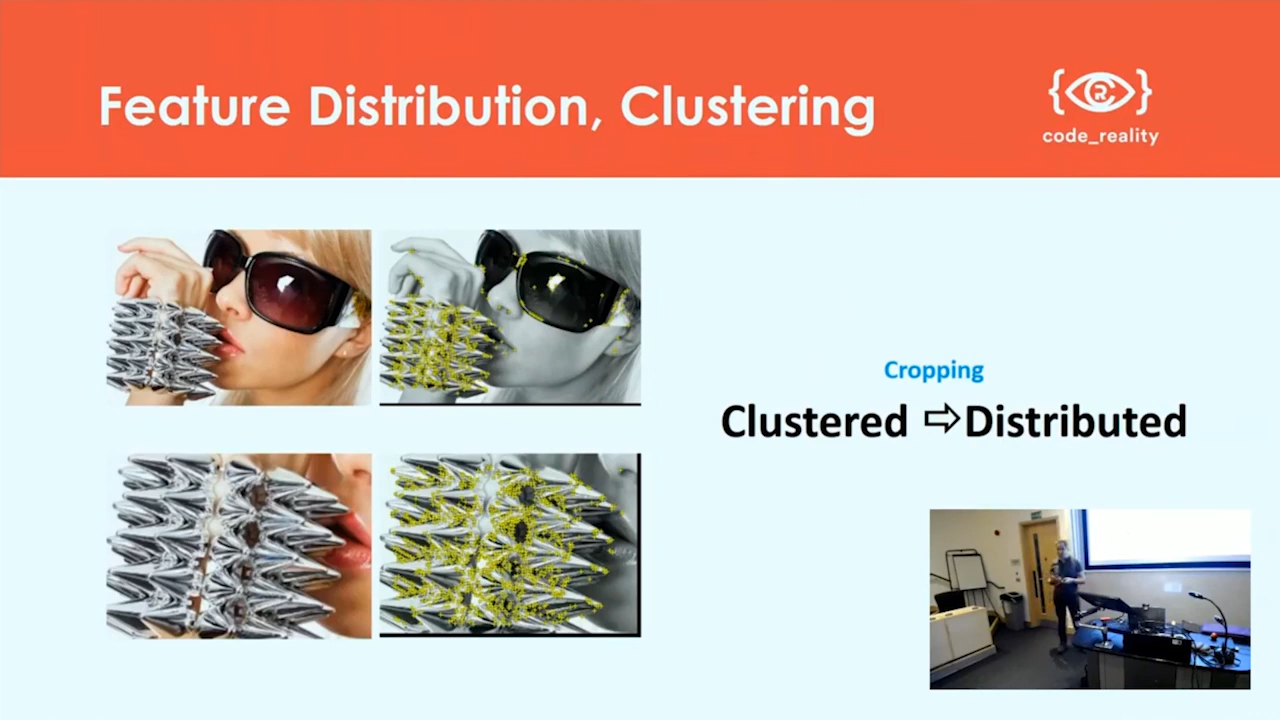 Feature Distribution, Clustering
code_reality
Cropping
Clustered ⇨Distributed